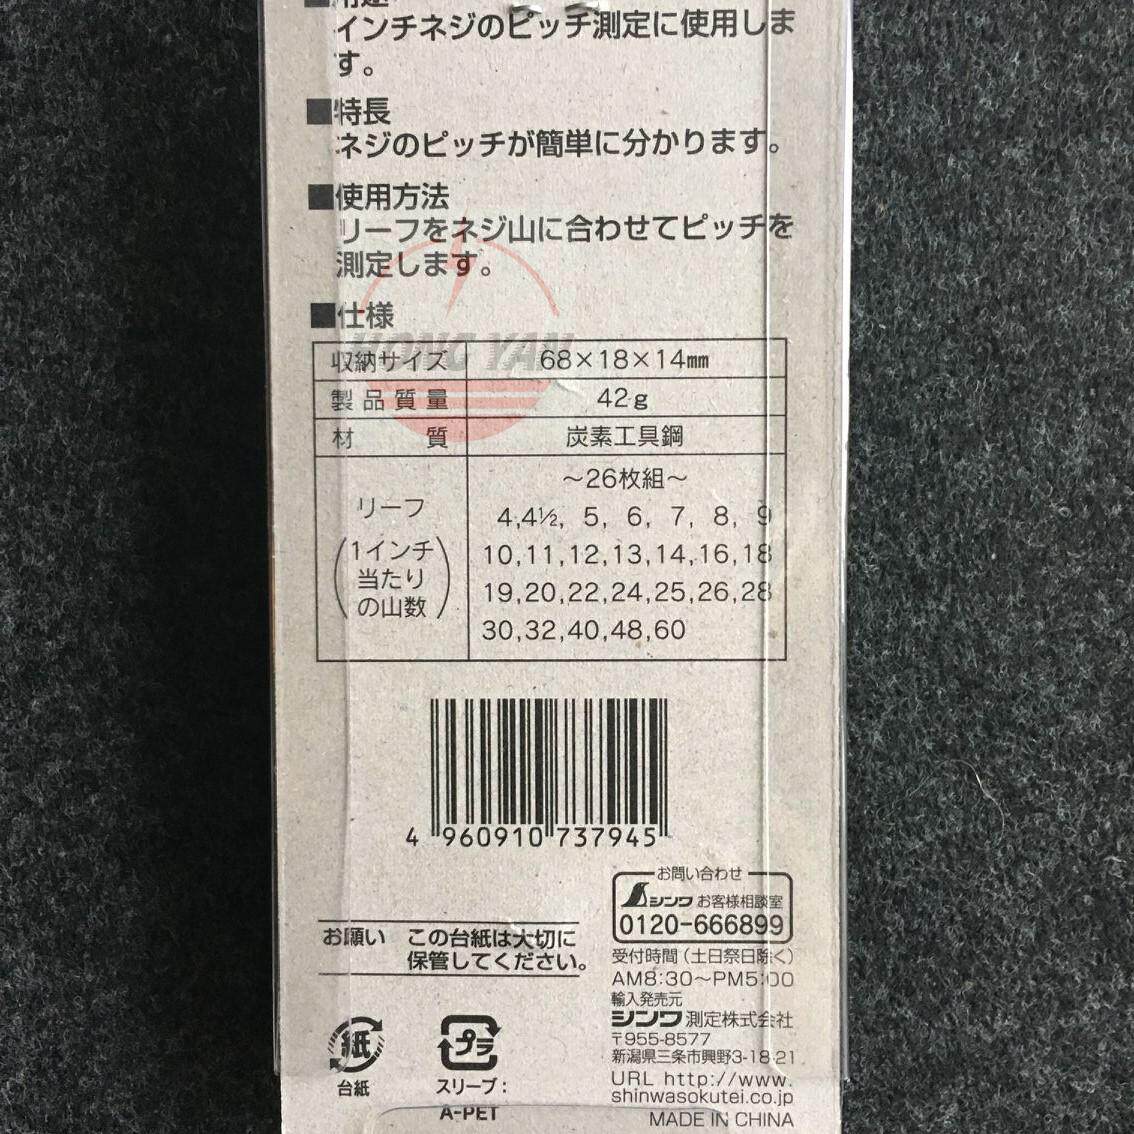 ■用途
インチネジのピッチ測定に使用しま
す。
■特長
ネジのピッチが簡単に分かります。
■使用方法
リーフをネジ山に合わせてピッチを
測定します。
■仕様
HONG YAN
収納サイズ 68×18×14㎜
製品質量 42g
材質 炭素工具鋼
リーフ
(1インチ
当たり
の山数)
～26枚組～
4,4½, 5, 6, 7, 8, 9
10,11,12,13,14,16,18
19,20,22,24,25,26,28
30,32,40,48,60
4 960910 737945
お問い合わせ
シンワ お客様相談室
0120-666899
受付時間(土日祭日除く)
AM8:30～PM5:00
輸入発売元
シンワ測定株式会社
〒955-8577
新潟県三条市興野3-18-21
URL http://www.
shinwasokutei.co.jp
MADE IN CHINA
お願い この台紙は大切に
保管してください。
紙
台紙
プラ
スリーブ：
A-PET